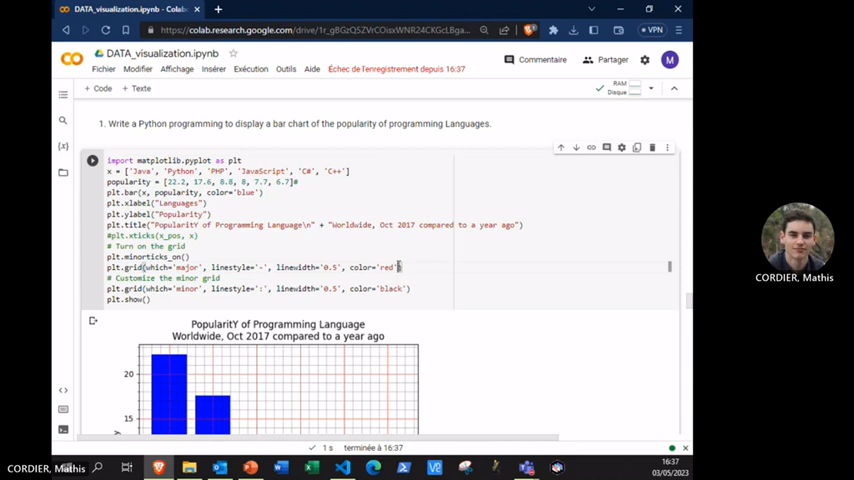 DATA_visualization.ipynb - Colab
https://colab.research.google.com/drive/1r_gBGzQ5ZVrCOisxWNR24CKGcLBgaa...
VPN
DATA_visualization.ipynb
Fichier Modifier Affichage Insérer Exécution Outils Aide Échec de l'enregistrement depuis 16:37
Commentaire Partager M
+ Code + Texte
RAM
Disque
1. Write a Python programming to display a bar chart of the popularity of programming Languages.
import matplotlib.pyplot as plt
x = ['Java', 'Python', 'PHP', 'JavaScript', 'C#', 'C++']
popularity = [22.2, 17.6, 8.8, 8, 7.7, 6.7]#
plt.bar(x, popularity, color='blue')
plt.xlabel("Languages")
plt.ylabel("Popularity")
plt.title("PopularitY of Programming Language\n" + "Worldwide, Oct 2017 compared to a year ago")
#plt.xticks(x_pos, x)
# Turn on the grid
plt.minorticks_on()
plt.grid(which='major', linestyle='-', linewidth='0.5', color='red')
# Customize the minor grid
plt.grid(which='minor', linestyle=':', linewidth='0.5', color='black')
plt.show()
PopularitY of Programming Language
Worldwide, Oct 2017 compared to a year ago
20
15
1 s terminée à 16:37
CORDIER, Mathis
CORDIER, Mathis
16:37
03/05/2023